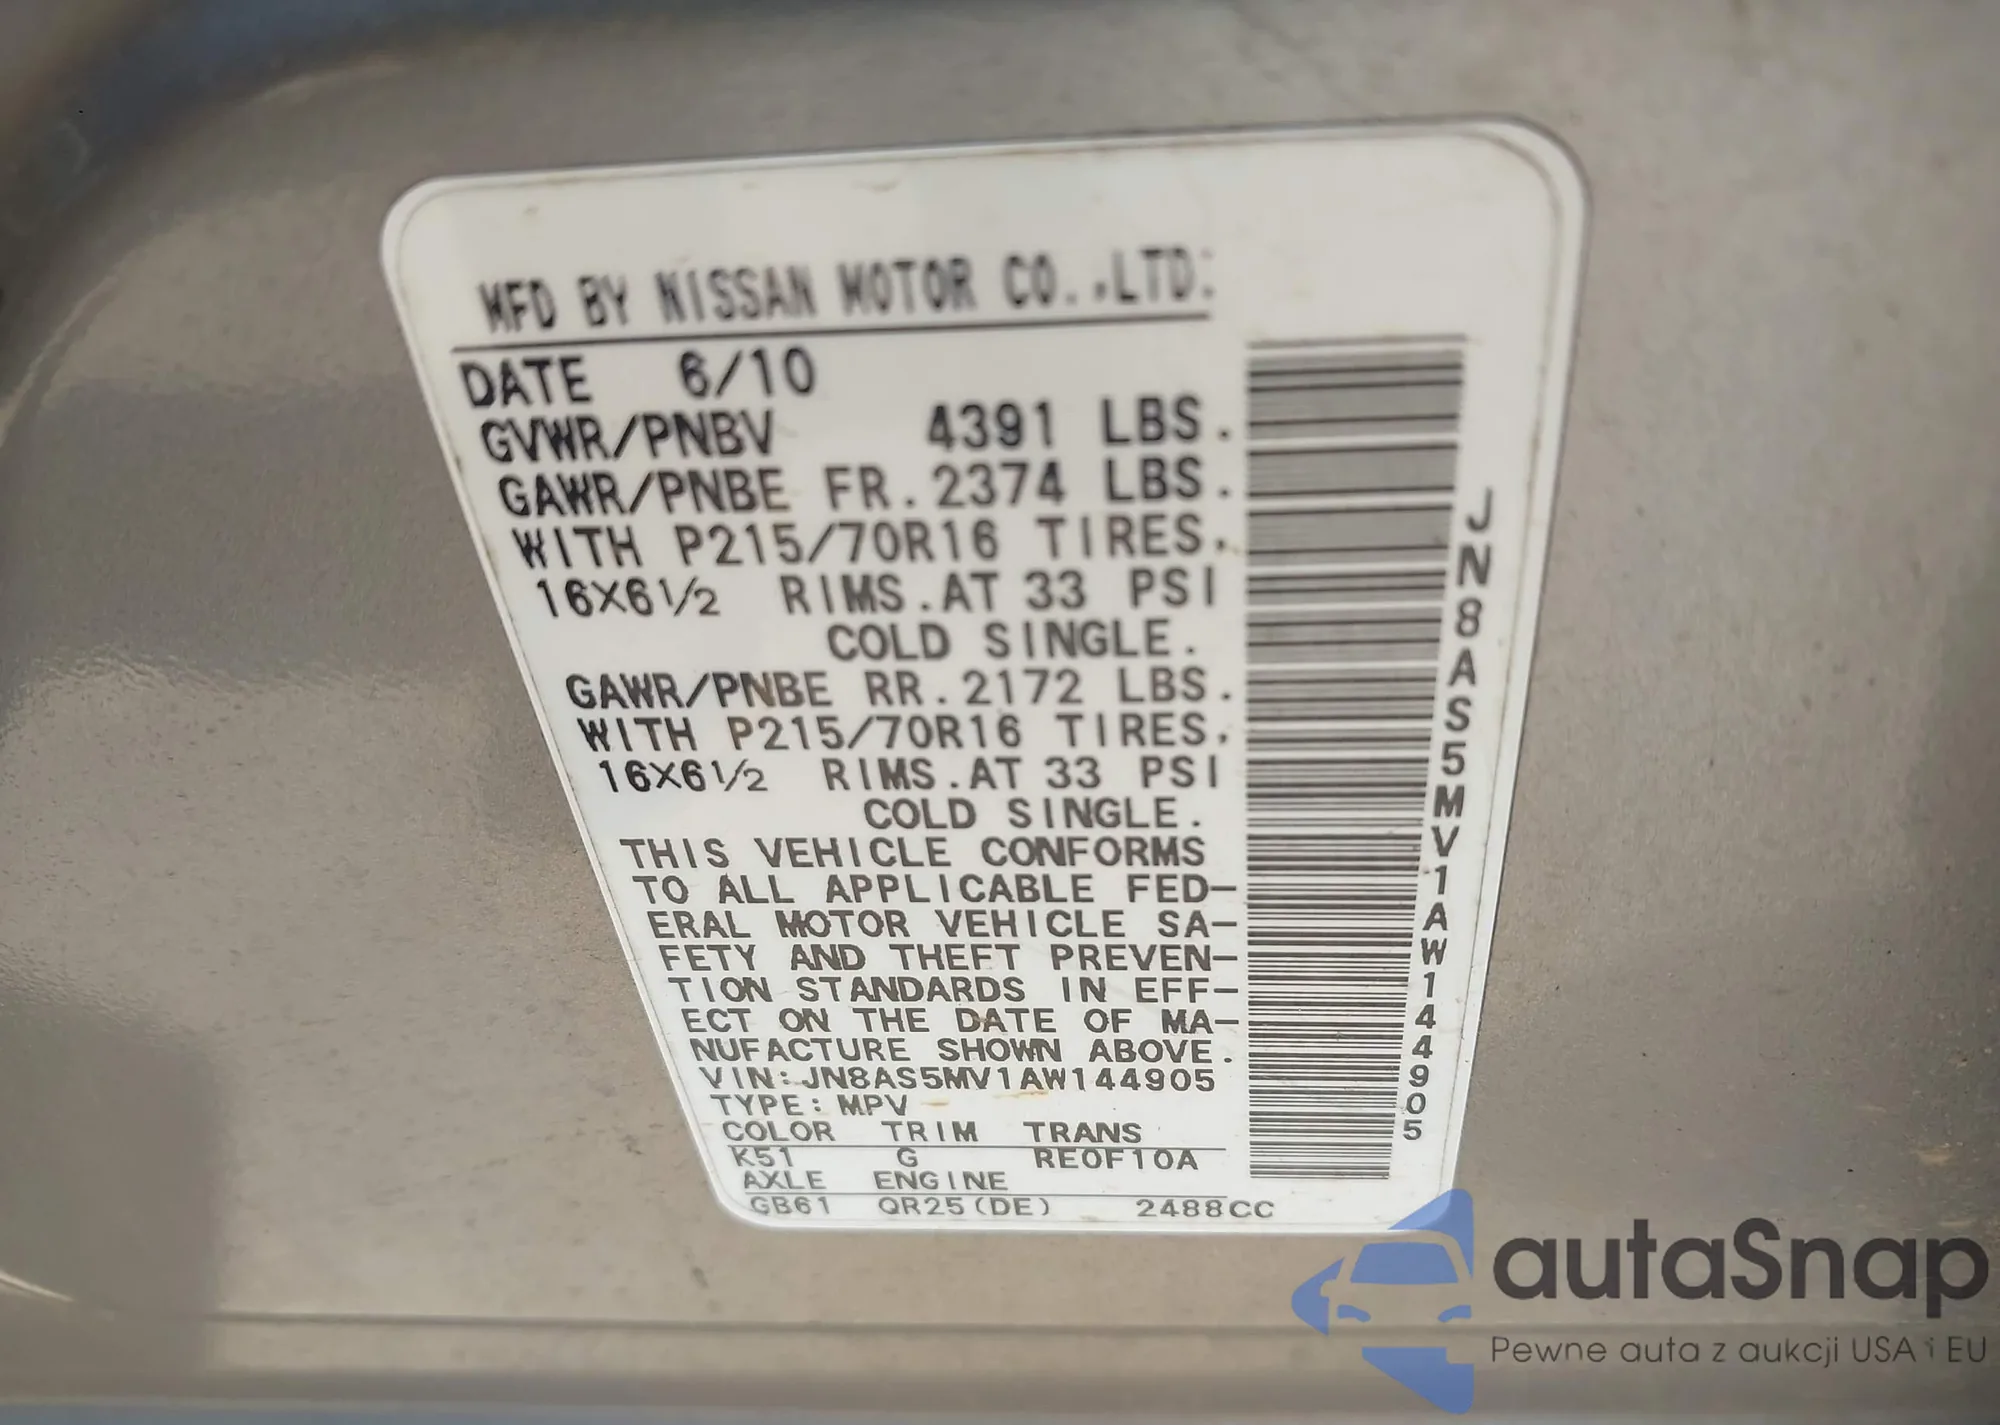 MFD BY NISSAN MOTOR CO.,LTD.
DATE 6/10
GVWR/PNBV 4391 LBS.
GAWR/PNBE FR.2374 LBS.
WITH P215/70R16 TIRES.
16X6½ RIMS.AT 33 PSI
COLD SINGLE.
GAWR/PNBE RR.2172 LBS.
WITH P215/70R16 TIRES.
16X6½ RIMS.AT 33 PSI
COLD SINGLE.
THIS VEHICLE CONFORMS
TO ALL APPLICABLE FED-
ERAL MOTOR VEHICLE SA-
FETY AND THEFT PREVEN-
TION STANDARDS IN EFF-
ECT ON THE DATE OF MA-
NUFACTURE SHOWN ABOVE.
VIN:JN8AS5MV1AW144905
TYPE:MPV
COLOR TRIM TRANS
K51 G RE0F10A
AXLE ENGINE
GB61 QR25(DE) 2488CC
JN8AS5MV1AW144905
autoSnap
Pewne auta z aukcji USA i EU